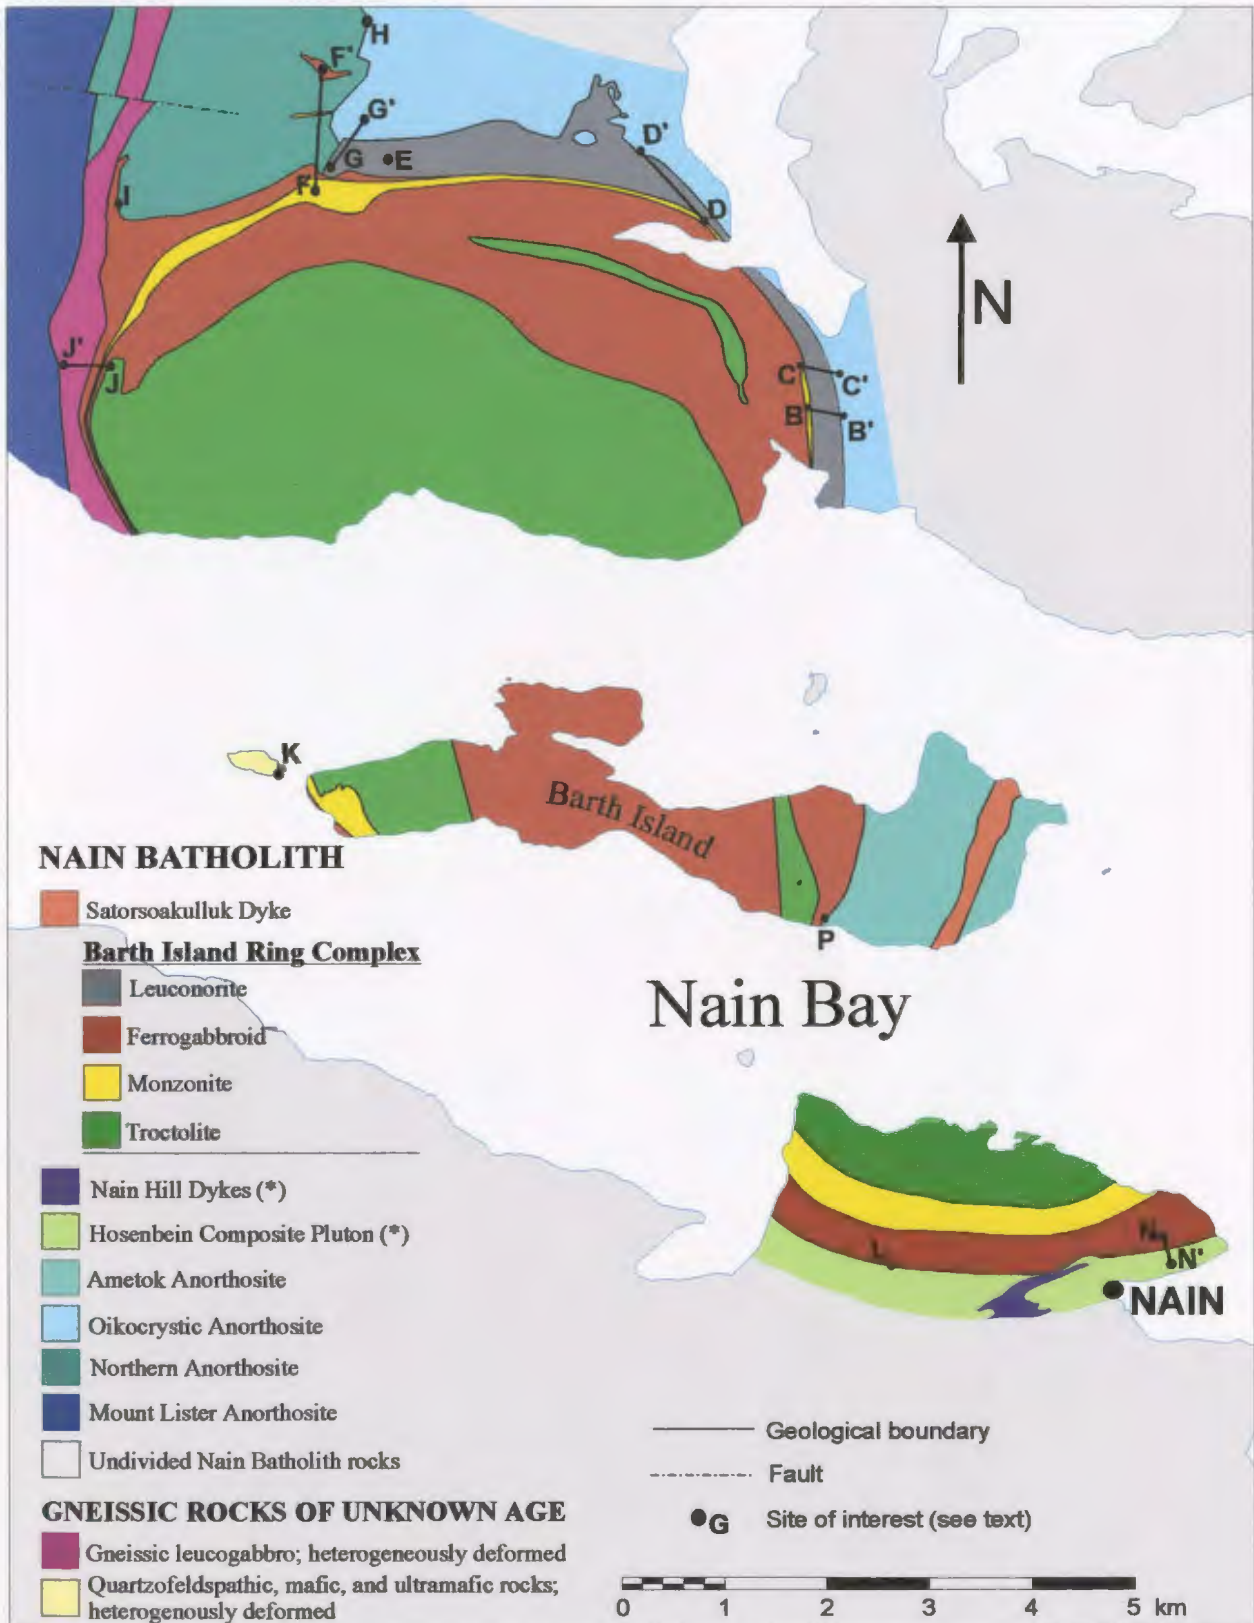 H
F'
G'
G
E
D'
F
I
D
N
J'
J
C
C'
B
B'
K
Barth Island
NAIN BATHOLITH
Satorsoakulluk Dyke
Barth Island Ring Complex
Leuconorite
P
Ferrogabbroid
Nain Bay
Monzonite
Troctolite
Nain Hill Dykes (*)
Hosenbein Composite Pluton (*)
N
L
N'
Ametok Anorthosite
NAIN
Oikocrystic Anorthosite
Northern Anorthosite
Mount Lister Anorthosite
Undivided Nain Batholith rocks
Geological boundary
Fault
G Site of interest (see text)
GNEISSIC ROCKS OF UNKNOWN AGE
Gneissic leucogabbro; heterogeneously deformed
Quartzofeldspathic, mafic, and ultramafic rocks;
heterogenously deformed
0 1 2 3 4 5 km